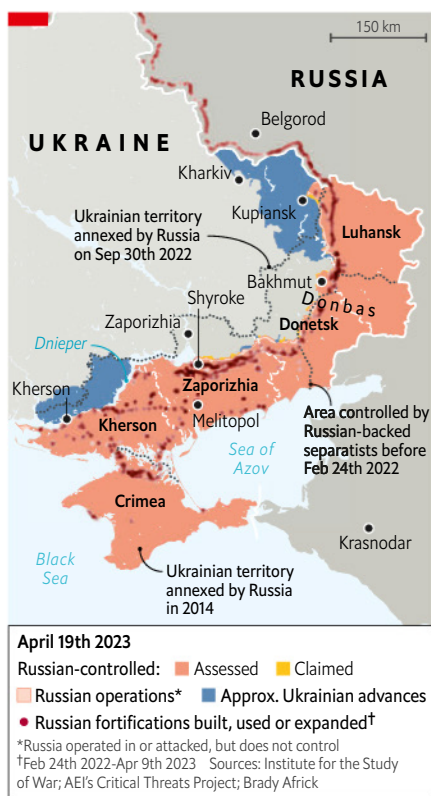 150 km
RUSSIA
Belgorod
UKRAINE
Kharkiv
Kupiansk
Ukrainian territory
annexed by Russia
on Sep 30th 2022
Luhansk
Bakhmut
Donbas
Shyroke
Donetsk
Zaporizhia
Dnieper
Zaporizhia
Kherson
Melitopol
Kherson
Area controlled by
Russian-backed
separatists before
Feb 24th 2022
Sea of
Azov
Crimea
Krasnodar
Black
Sea
Ukrainian territory
annexed by Russia
in 2014
April 19th 2023
Russian-controlled: Assessed Claimed
Russian operations* Approx. Ukrainian advances
Russian fortifications built, used or expanded†
*Russia operated in or attacked, but does not control
†Feb 24th 2022-Apr 9th 2023 Sources: Institute for the Study
of War; AEI's Critical Threats Project; Brady Africk